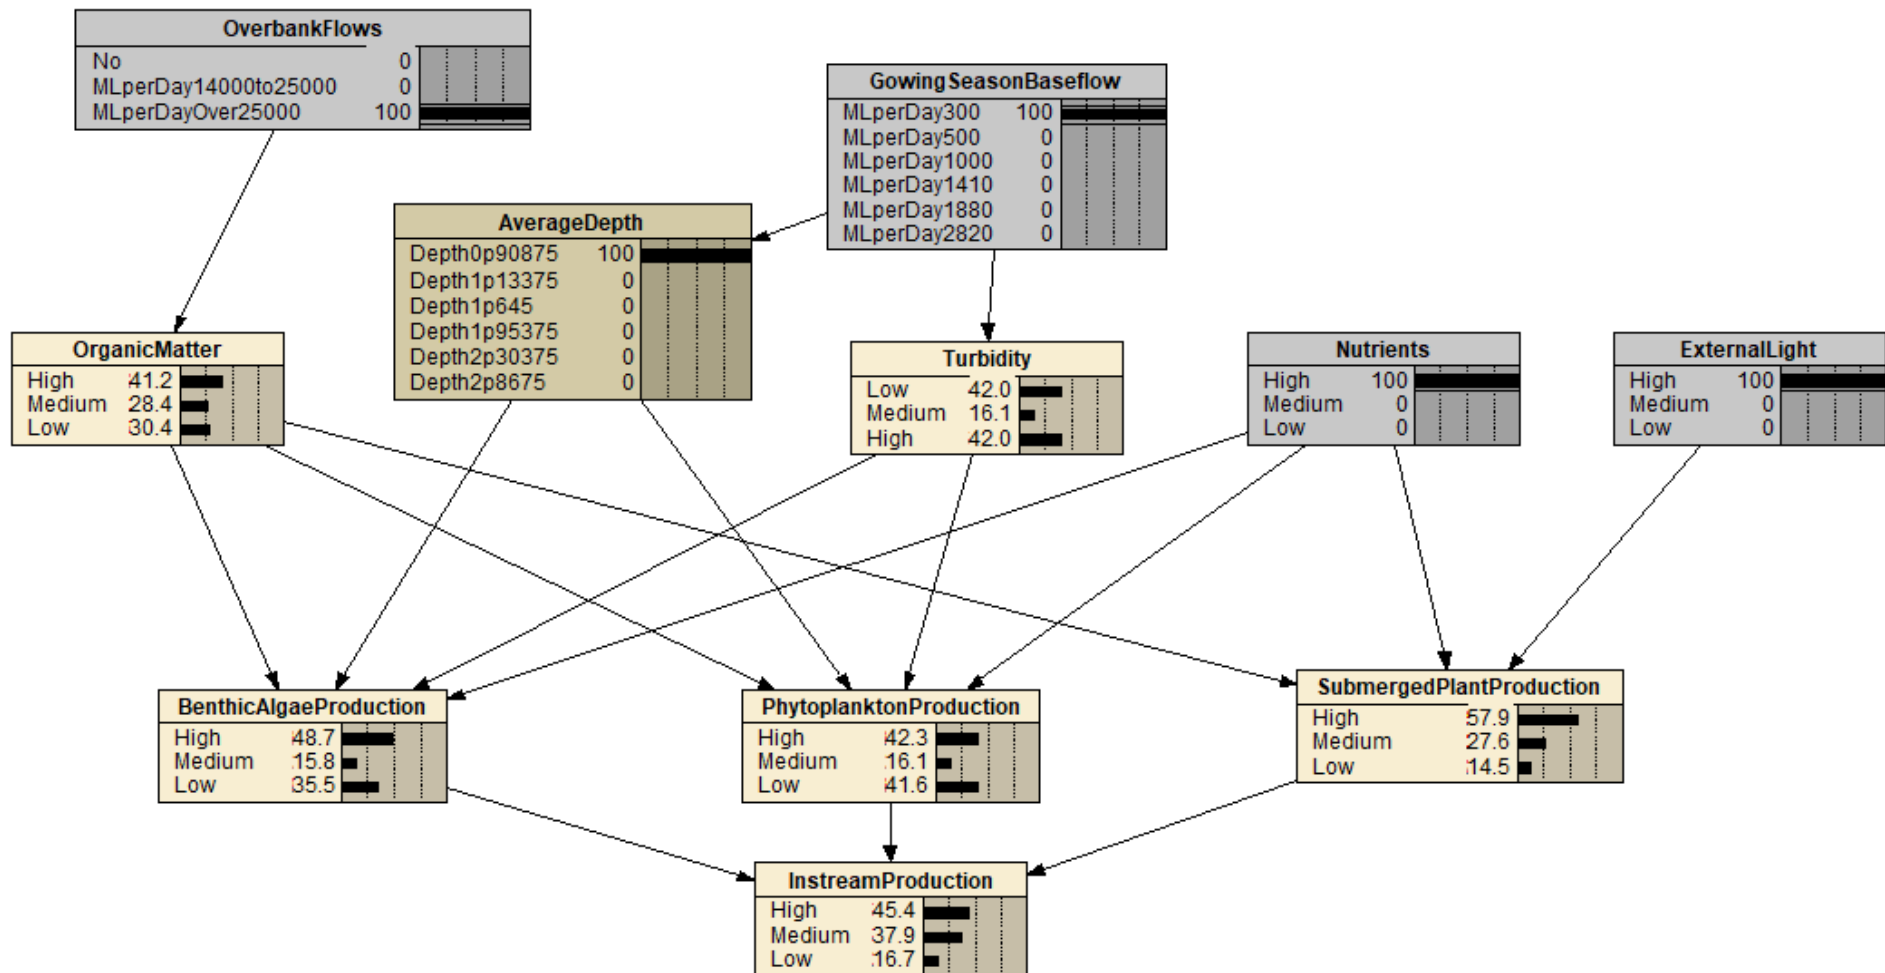 OverbankFlows
No 0
MLperDay14000to25000 0
MLperDayOver25000 100
GowingSeasonBaseflow
MLperDay300 100
MLperDay500 0
MLperDay1000 0
MLperDay1410 0
MLperDay1880 0
MLperDay2820 0
AverageDepth
Depth0p90875 100
Depth1p13375 0
Depth1p645 0
Depth1p95375 0
Depth2p30375 0
Depth2p8675 0
OrganicMatter
High 41.2
Medium 28.4
Low 30.4
Turbidity
Low 42.0
Medium 16.1
High 42.0
Nutrients
High 100
Medium 0
Low 0
ExternalLight
High 100
Medium 0
Low 0
BenthicAlgaeProduction
High 48.7
Medium 15.8
Low 35.5
PhytoplanktonProduction
High 42.3
Medium 16.1
Low 41.6
SubmergedPlantProduction
High 57.9
Medium 27.6
Low 14.5
InstreamProduction
High 45.4
Medium 37.9
Low 16.7